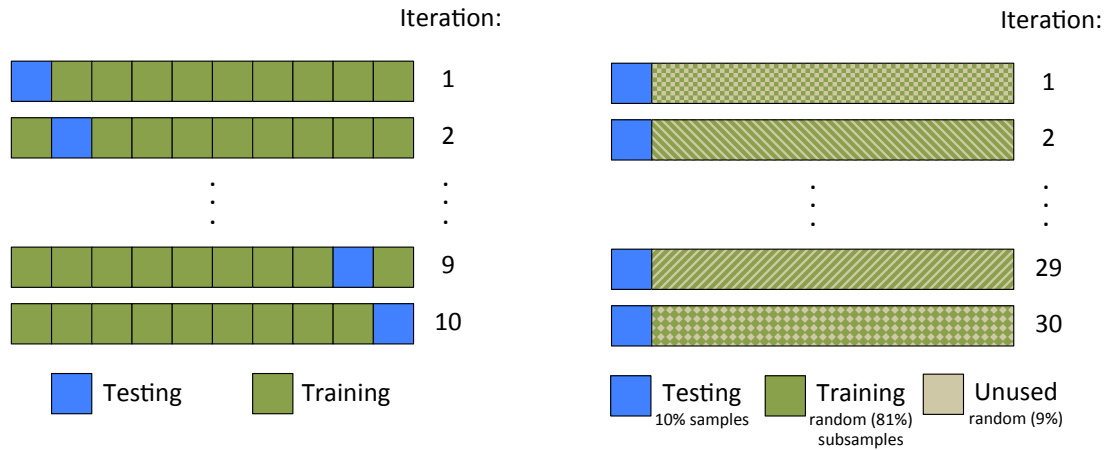 Iteration:
1
2
.
.
.
.
.
.
9
10
Testing
Training
Iteration:
1
2
.
.
.
.
.
.
29
30
Testing
10% samples
Training
random (81%)
subsamples
Unused
random (9%)